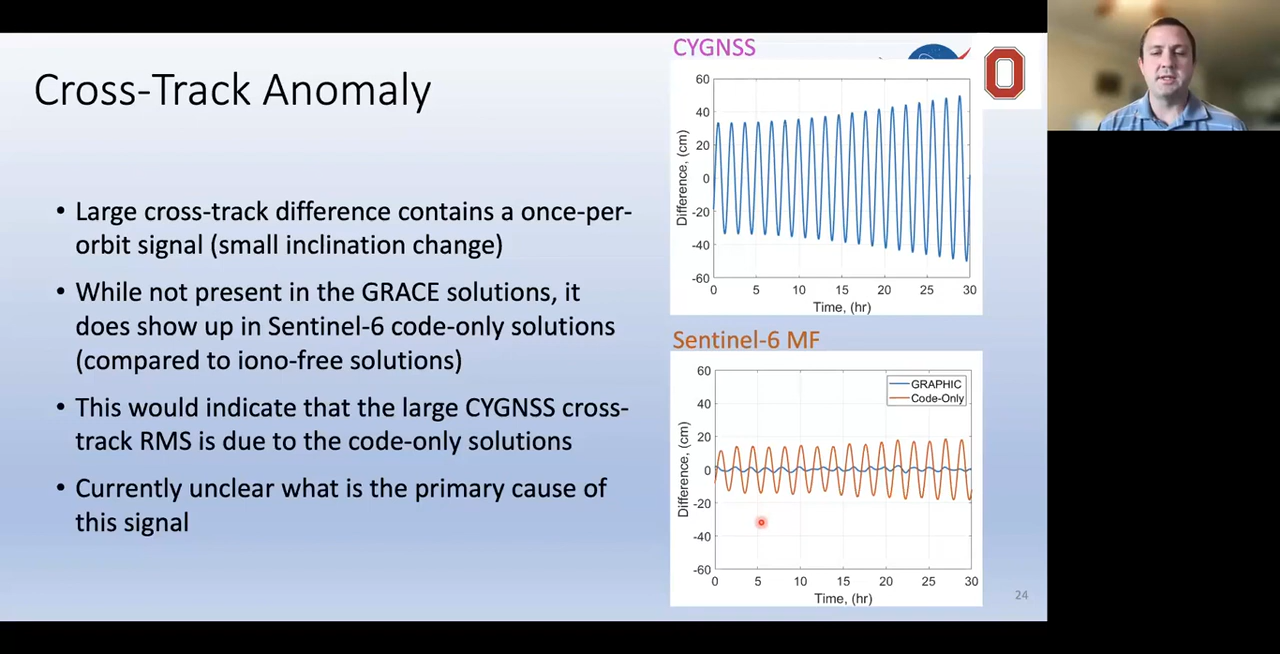 Cross-Track Anomaly
• Large cross-track difference contains a once-per-
orbit signal (small inclination change)
• While not present in the GRACE solutions, it
does show up in Sentinel-6 code-only solutions
(compared to iono-free solutions)
• This would indicate that the large CYGNSS cross-
track RMS is due to the code-only solutions
• Currently unclear what is the primary cause of
this signal
CYGNSS
60
40
20
0
-20
-40
-60
Difference, (cm)
0 5 10 15 20 25 30
Time, (hr)
Sentinel-6 MF
60
40
20
0
-20
-40
-60
Difference, (cm)
GRAPHIC
Code-Only
0 5 10 15 20 25 30
Time, (hr)
24